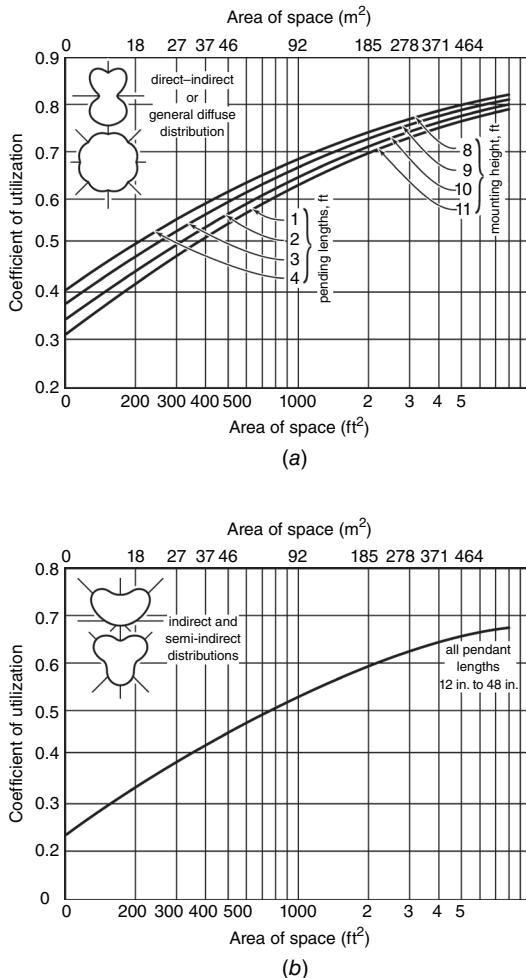 Area of space (m²)
0 18 27 37 46 92 185 278 371 464
0.9
0.8
0.7
0.6
0.5
0.4
0.3
0.2
Coefficient of utilization
direct–indirect
or
general diffuse
distribution
8
9
10
11
mounting height, ft
1
2
3
4
pending lengths, ft
0 200 300 400 500 1000 2 3 4 5
Area of space (ft²)
(a)
Area of space (m²)
0 18 27 37 46 92 185 278 371 464
0.8
0.7
0.6
0.5
0.4
0.3
0.2
0
Coefficient of utilization
indirect and
semi-indirect
distributions
all pendant
lengths
12 in. to 48 in.
0 200 300 400 500 1000 2 3 4 5
Area of space (ft²)
(b)